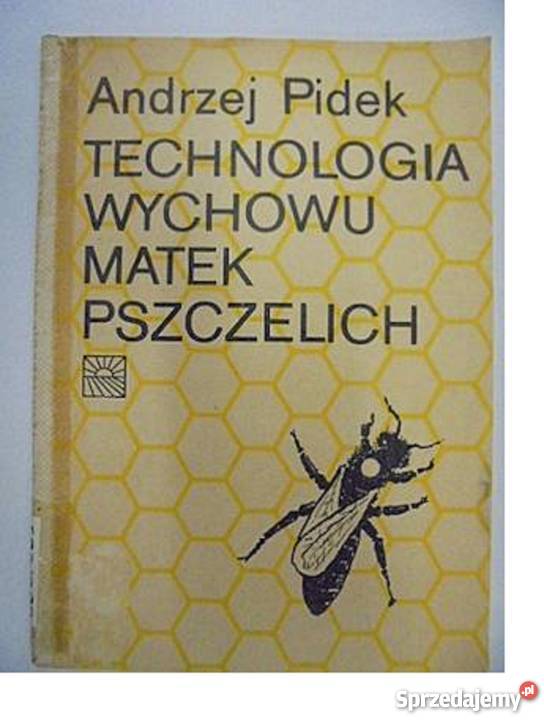 Andrzej Pidek
TECHNOLOGIA
WYCHOWU
MATEK
PSZCZELICH
Sprzedajemy.pl